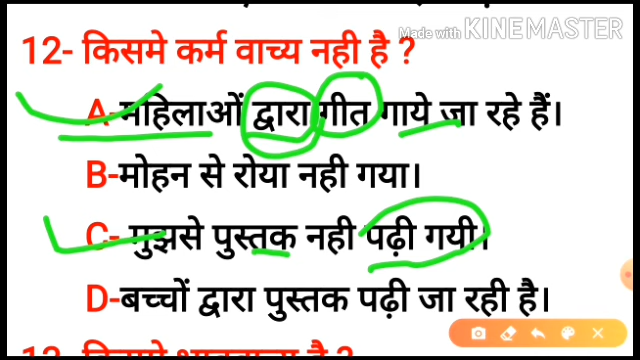 Made with KINEMASTER
12- किसमे कर्म वाच्य नही है ?
A-महिलाओं द्वारा गीत गाये जा रहे हैं।
B-मोहन से रोया नही गया।
C- मुझसे पुस्तक नही पढ़ी गयी।
D-बच्चों द्वारा पुस्तक पढ़ी जा रही है।